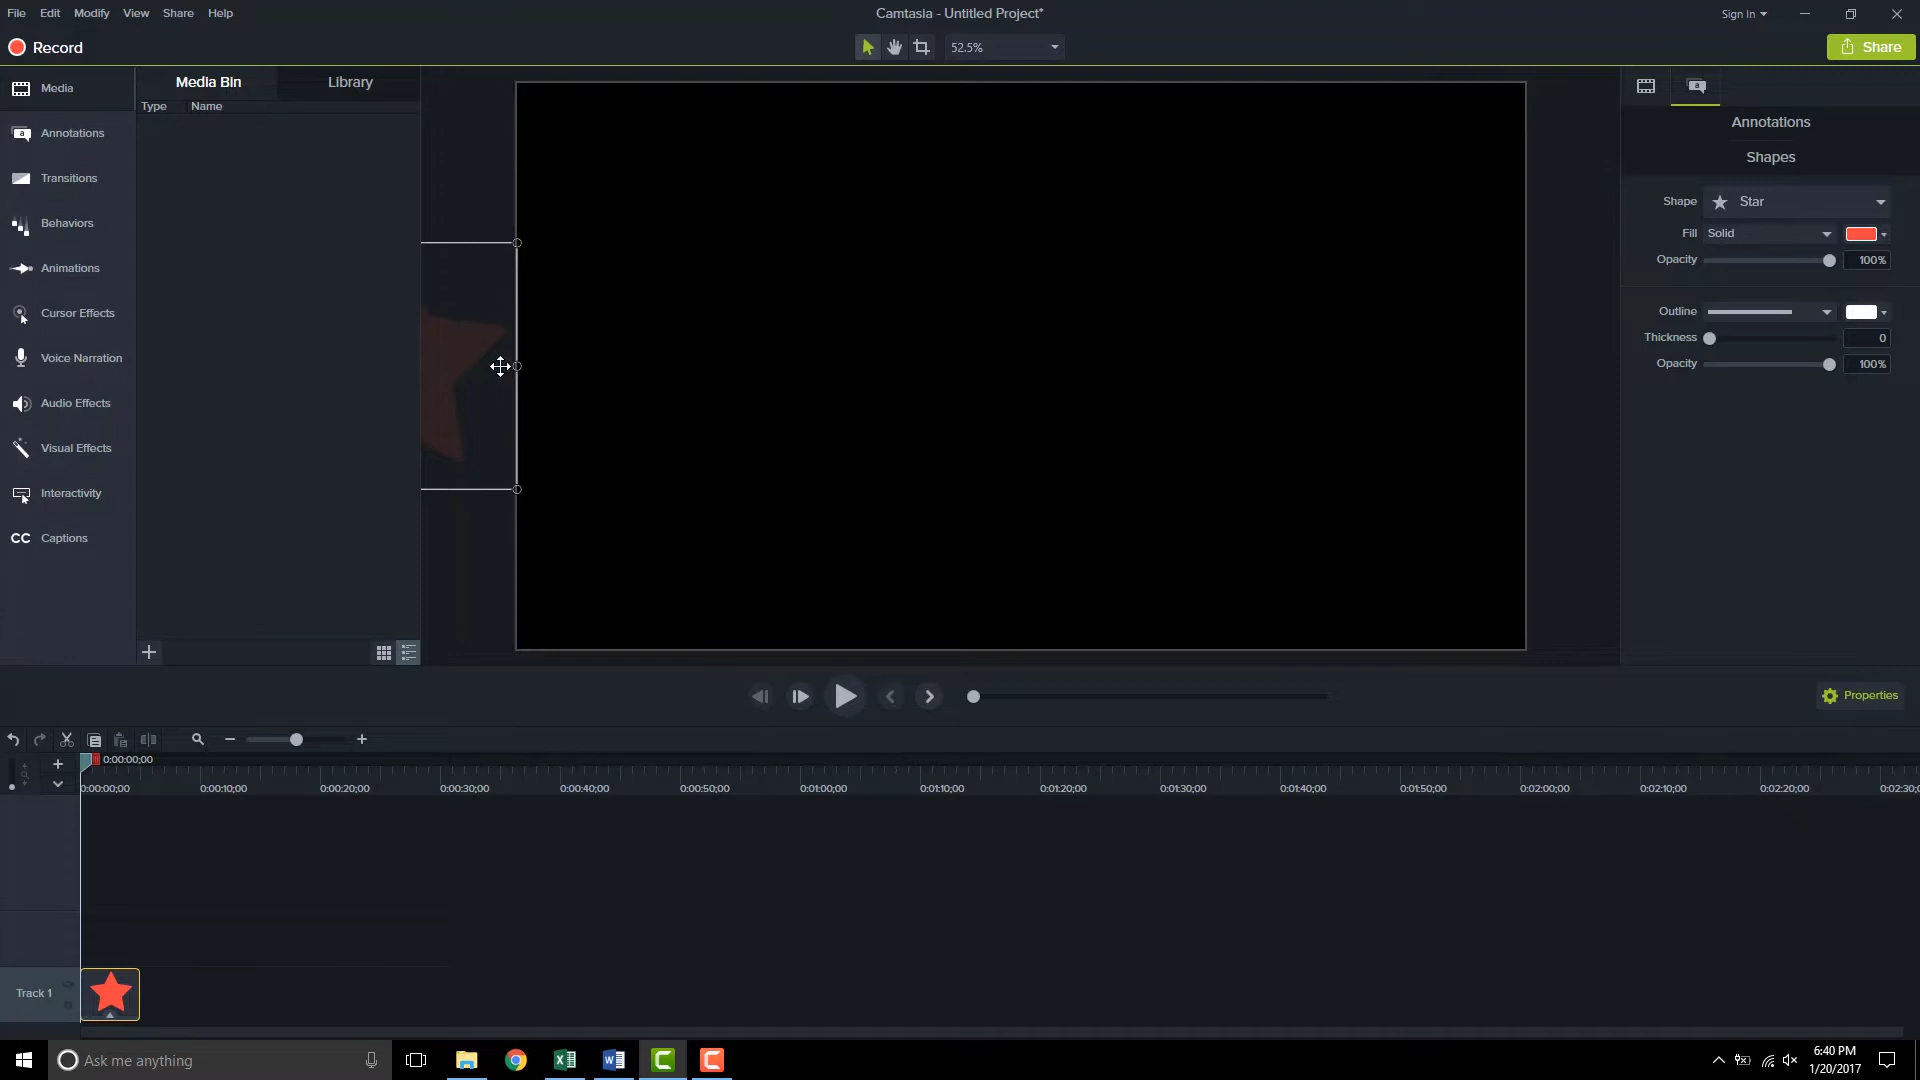 File Edit Modify View Share Help
Camtasia - Untitled Project*
Sign In
Record
52.5%
Share
Media
Annotations
Transitions
Behaviors
Animations
Cursor Effects
Voice Narration
Audio Effects
Visual Effects
Interactivity
CC Captions
Media Bin Library
Type Name
Annotations
Shapes
Shape Star
Fill Solid
Opacity 100%
Outline
Thickness 0
Opacity 100%
Properties
0:00:00;00
0:00:00;00 0:00:10;00 0:00:20;00 0:00:30;00 0:00:40;00 0:00:50;00 0:01:00;00 0:01:10;00 0:01:20;00 0:01:30;00 0:01:40;00 0:01:50;00 0:02:00;00 0:02:10;00 0:02:20;00 0:02:30;0
Track 1
Ask me anything
6:40 PM
1/20/2017